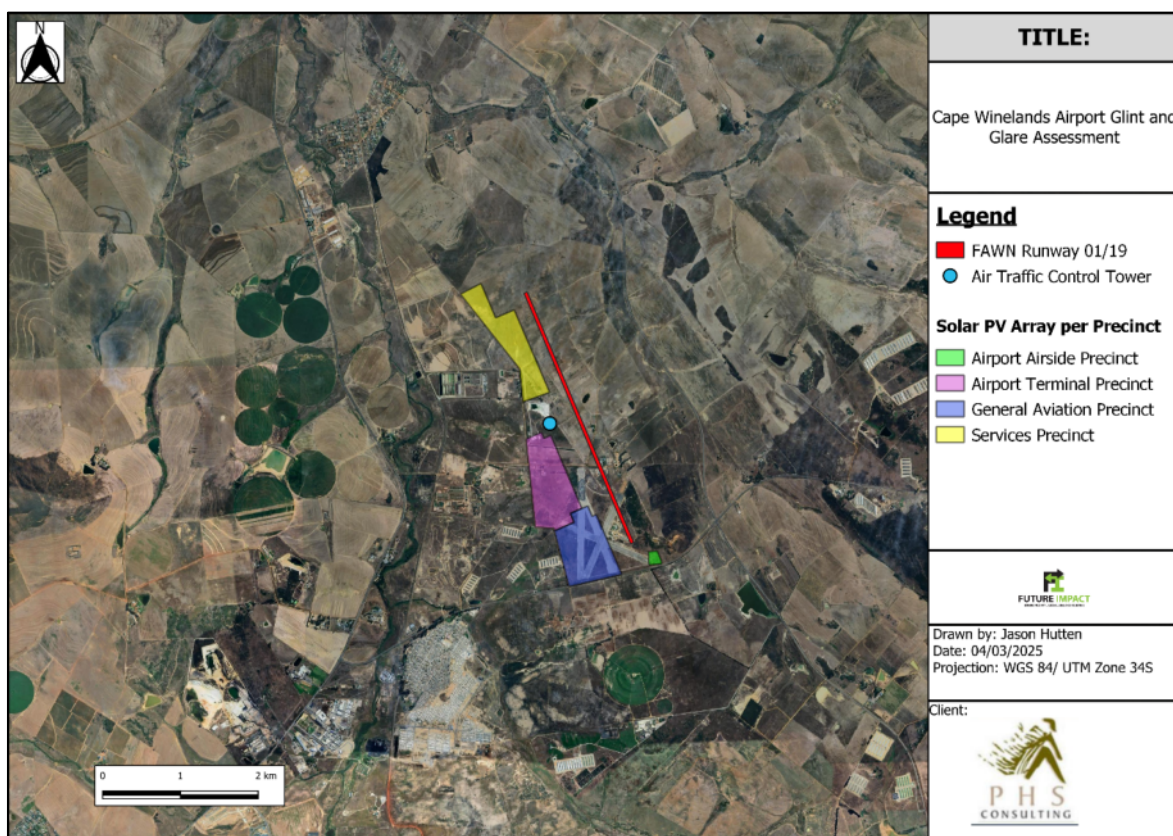 N
TITLE:
Cape Winelands Airport Glint and
Glare Assessment
Legend
FAWN Runway 01/19
Air Traffic Control Tower
Solar PV Array per Precinct
Airport Airside Precinct
Airport Terminal Precinct
General Aviation Precinct
Services Precinct
FUTURE IMPACT
Drawn by: Jason Hutten
Date: 04/03/2025
Projection: WGS 84/ UTM Zone 34S
Client:
PHS
CONSULTING
0 1 2 km